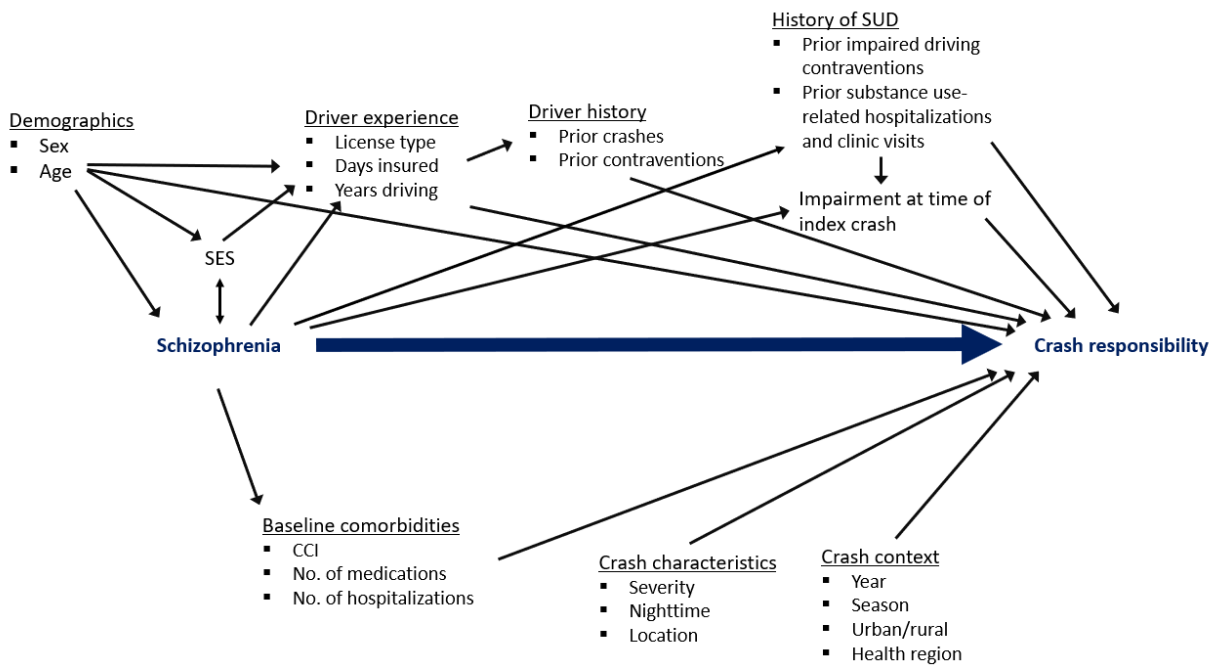 History of SUD
▪ Prior impaired driving
contraventions
▪ Prior substance use-
related hospitalizations
and clinic visits
Demographics
▪ Sex
▪ Age
Driver experience
▪ License type
▪ Days insured
▪ Years driving
Driver history
▪ Prior crashes
▪ Prior contraventions
Impairment at time of
index crash
SES
Schizophrenia
Crash responsibility
Baseline comorbidities
▪ CCI
▪ No. of medications
▪ No. of hospitalizations
Crash characteristics
▪ Severity
▪ Nighttime
▪ Location
Crash context
▪ Year
▪ Season
▪ Urban/rural
▪ Health region